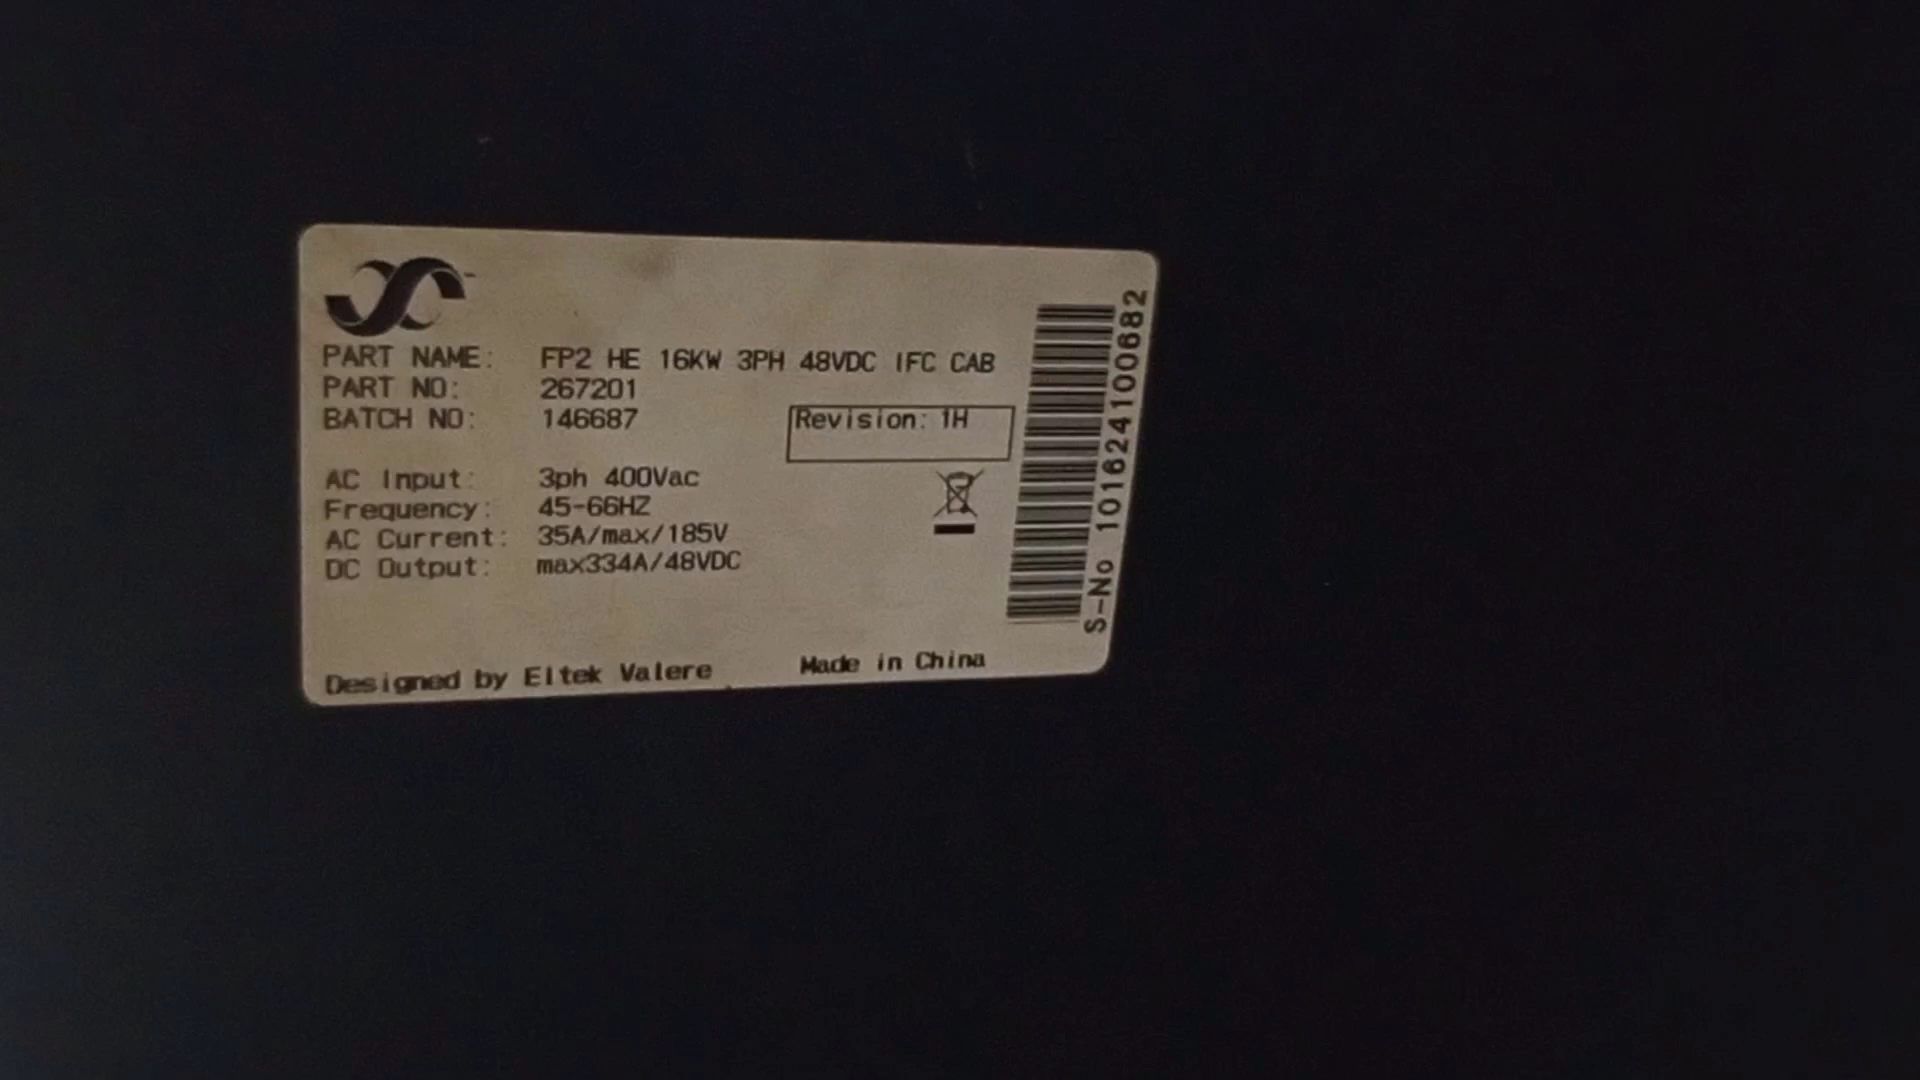 PART NAME: FP2 HE 16KW 3PH 48VDC IFC CAB
PART NO: 267201
BATCH NO: 146687
Revision: 1H
AC Input: 3ph 400Vac
Frequency: 45-66HZ
AC Current: 35A/max/185V
DC Output: max334A/48VDC
Designed by Eltek Valere
Made in China
S-No 101624100682